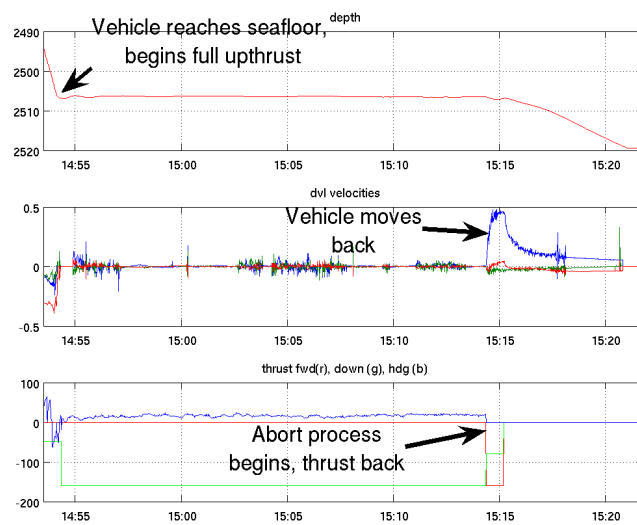 depth
Vehicle reaches seafloor,
begins full upthrust
2490
2500
2510
2520
14:55 15:00 15:05 15:10 15:15 15:20
dvl velocities
Vehicle moves
back
0.5
0
-0.5
14:55 15:00 15:05 15:10 15:15 15:20
thrust fwd(r), down (g), hdg (b)
100
0
-100
-200
Abort process
begins, thrust back
14:55 15:00 15:05 15:10 15:15 15:20